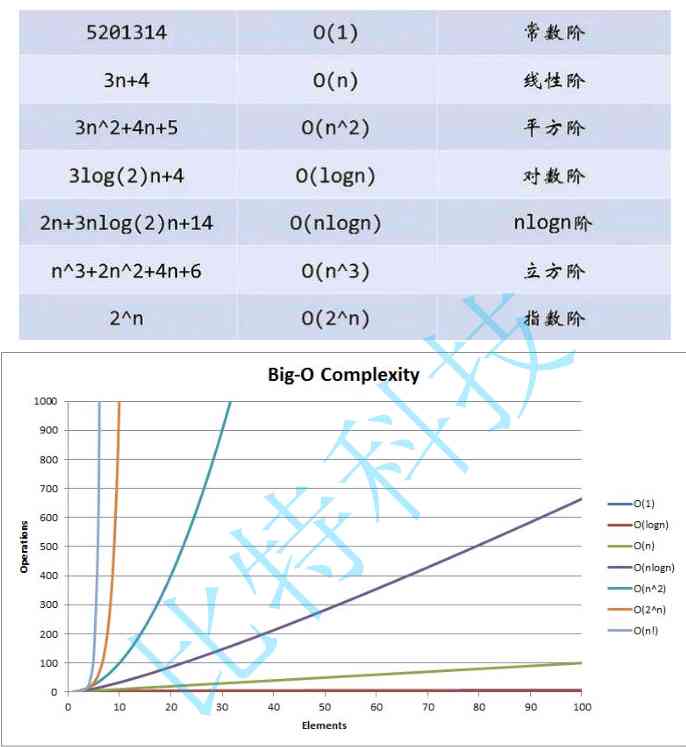 5201314 O(1) 常数阶
3n+4 O(n) 线性阶
3n^2+4n+5 O(n^2) 平方阶
3log(2)n+4 O(logn) 对数阶
2n+3nlog(2)n+14 O(nlogn) nlogn阶
n^3+2n^2+4n+6 O(n^3) 立方阶
2^n O(2^n) 指数阶
Big-O Complexity
1000
900
800
700
600
500
400
300
200
100
0
Operations
0 10 20 30 40 50 60 70 80 90 100
Elements
O(1)
O(logn)
O(n)
O(nlogn)
O(n^2)
O(2^n)
O(n!)
比特科技